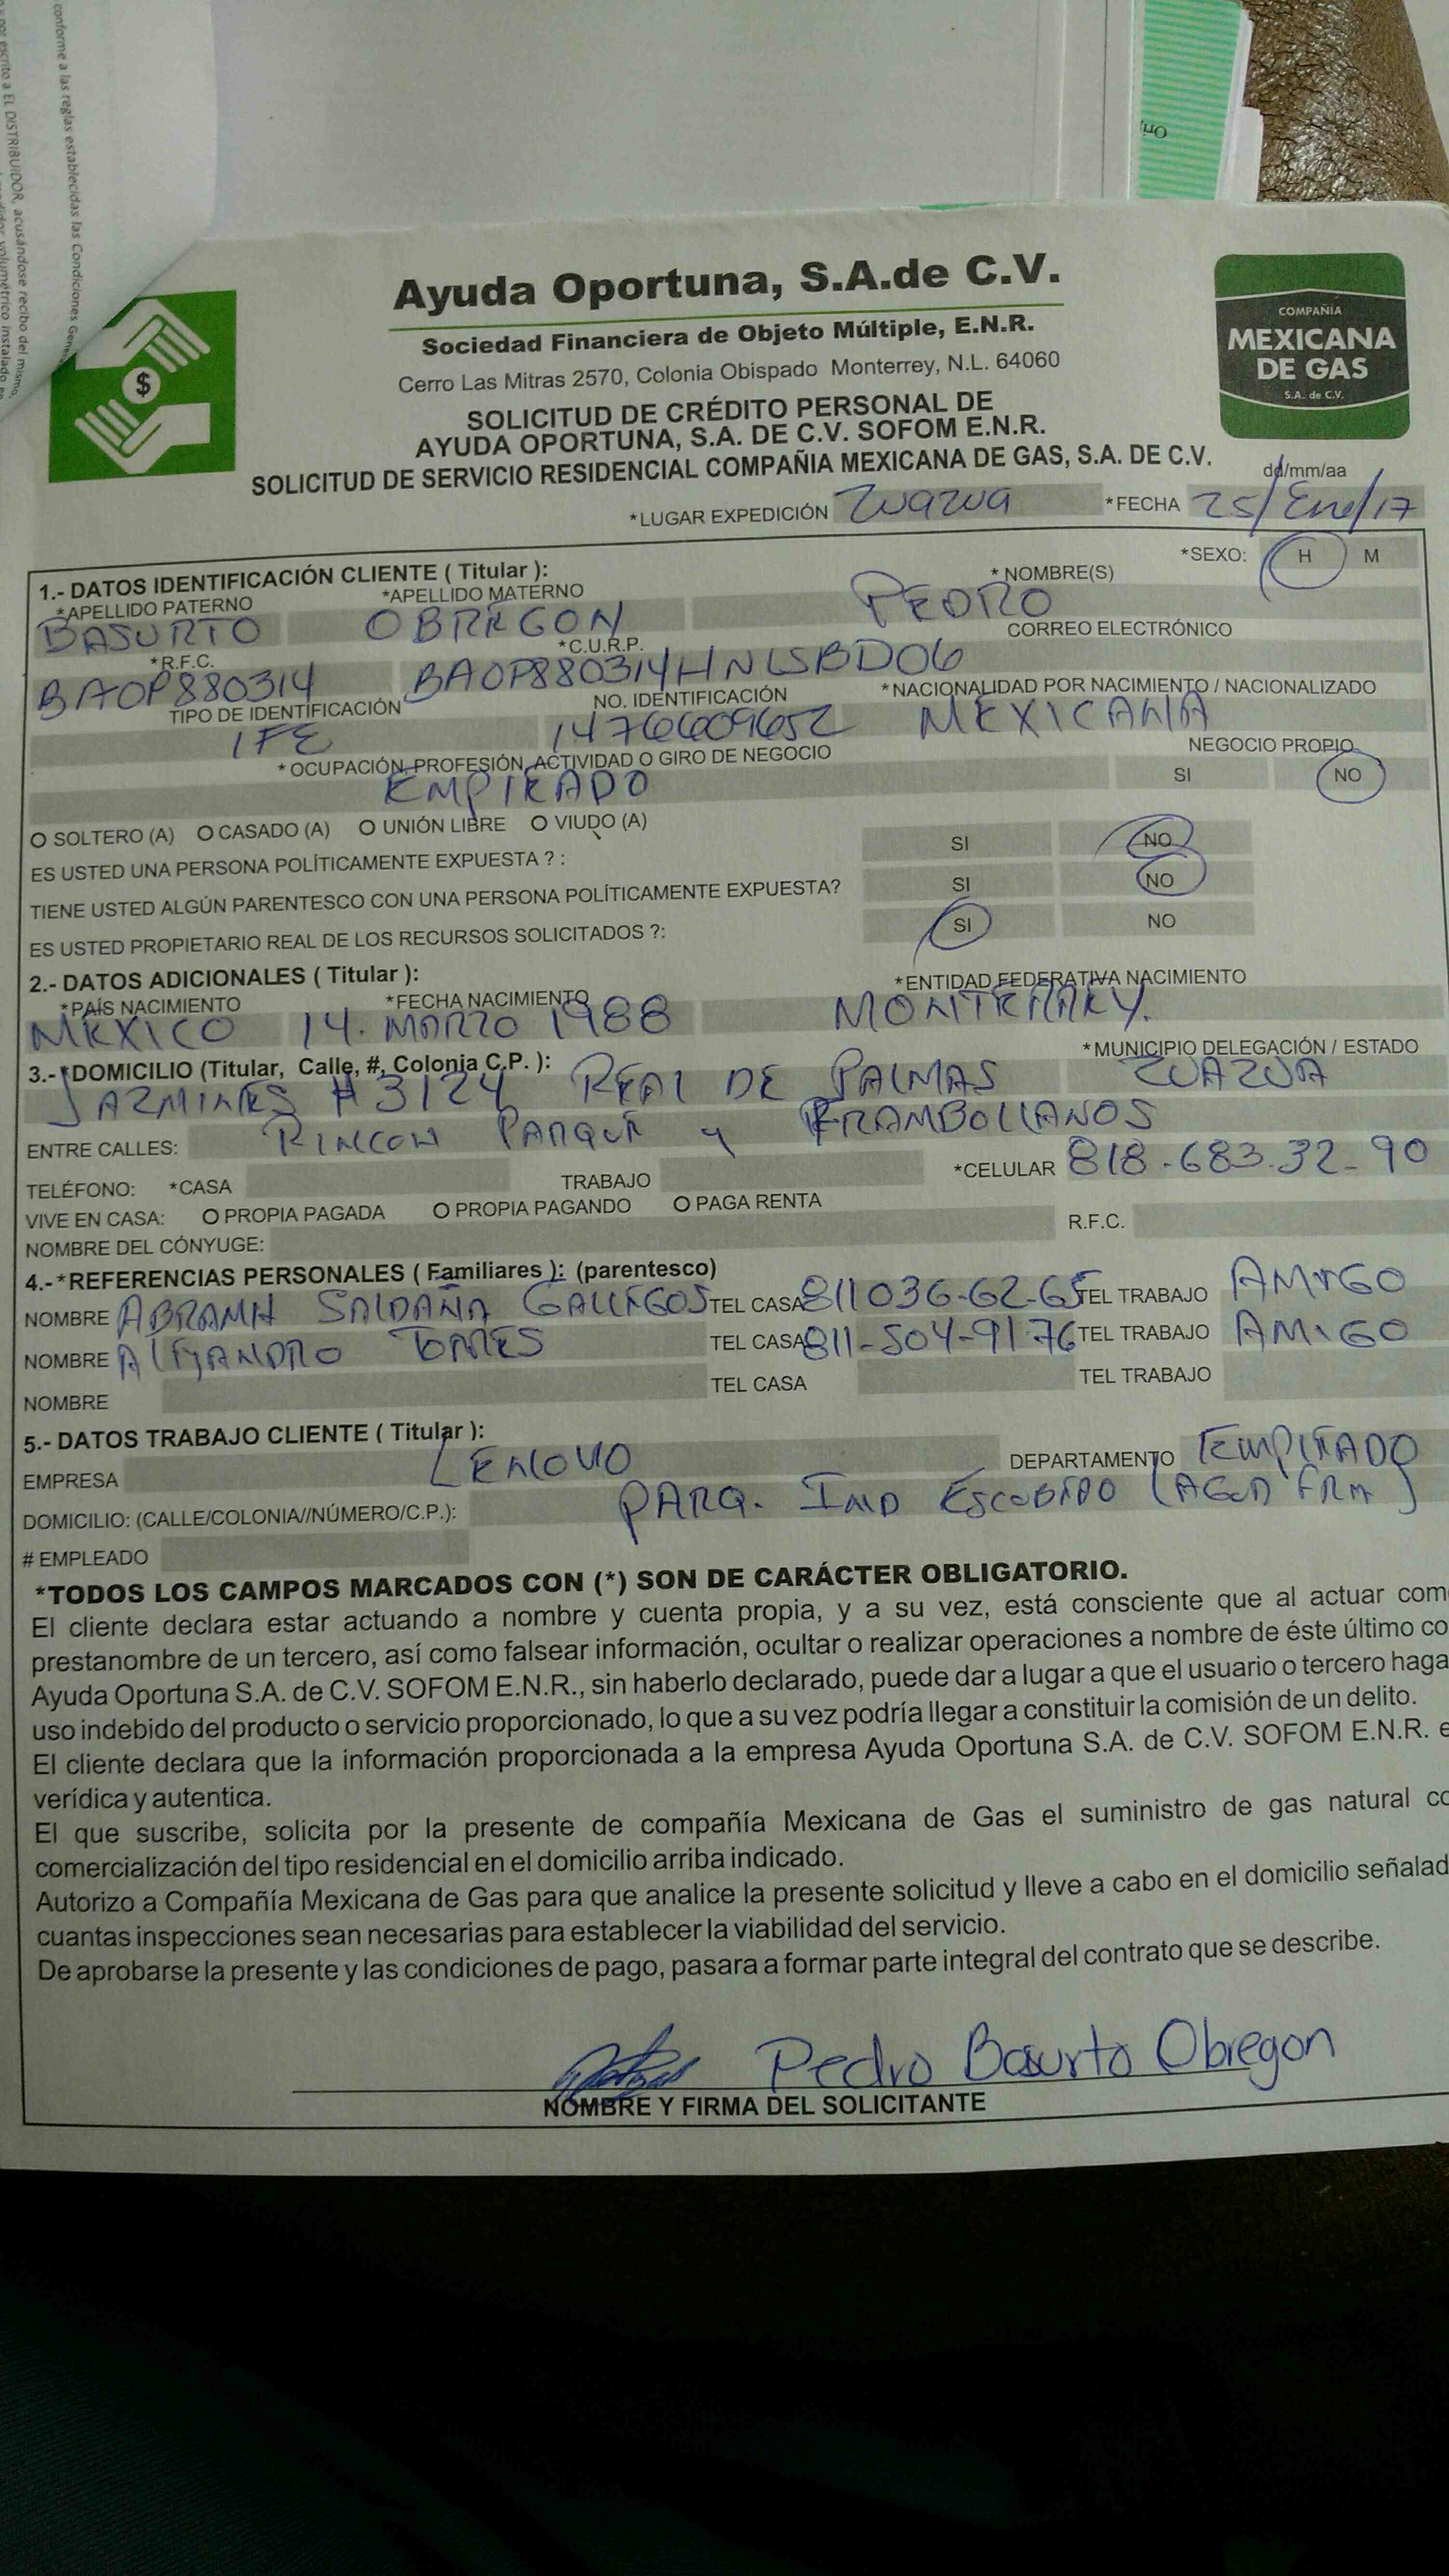 conforme a las reglas establecidas las Condiciones Gene
por escrito a EL DISTRIBUIDOR, acusándose recibo del mismo,
Ayuda Oportuna, S.A.de C.V.
Sociedad Financiera de Objeto Múltiple, E.N.R.
Cerro Las Mitras 2570, Colonia Obispado Monterrey, N.L. 64060
SOLICITUD DE CRÉDITO PERSONAL DE
AYUDA OPORTUNA, S.A. DE C.V. SOFOM E.N.R.
SOLICITUD DE SERVICIO RESIDENCIAL COMPAÑIA MEXICANA DE GAS, S.A. DE C.V.
$
COMPAÑÍA
MEXICANA
DE GAS
S.A. de C.V.
dd/mm/aa
*LUGAR EXPEDICIÓN Zuazua *FECHA 25/Ene/17
*SEXO: H M
1.- DATOS IDENTIFICACIÓN CLIENTE ( Titular ):
*APELLIDO PATERNO *APELLIDO MATERNO * NOMBRE(S)
BASURTO OBREGON PEDRO
*R.F.C. *C.U.R.P. CORREO ELECTRÓNICO
BAOP880314 BAOP880314HNLSBD06
TIPO DE IDENTIFICACIÓN NO. IDENTIFICACIÓN *NACIONALIDAD POR NACIMIENTO / NACIONALIZADO
IFE 1476609652 MEXICANA
* OCUPACIÓN, PROFESIÓN, ACTIVIDAD O GIRO DE NEGOCIO NEGOCIO PROPIO
EMPLEADO SI NO
O SOLTERO (A) O CASADO (A) O UNIÓN LIBRE O VIUDO (A)
ES USTED UNA PERSONA POLÍTICAMENTE EXPUESTA ? : SI NO
TIENE USTED ALGÚN PARENTESCO CON UNA PERSONA POLÍTICAMENTE EXPUESTA? SI NO
ES USTED PROPIETARIO REAL DE LOS RECURSOS SOLICITADOS ?: SI NO
2.- DATOS ADICIONALES ( Titular ):
*PAÍS NACIMIENTO *FECHA NACIMIENTO *ENTIDAD FEDERATIVA NACIMIENTO
MEXICO 14. MARZO 1988 MONTERREY.
3.-*DOMICILIO (Titular, Calle, #, Colonia C.P. ): *MUNICIPIO DELEGACIÓN / ESTADO
JAZMINES #3124 REAL DE PALMAS ZUAZUA
ENTRE CALLES: RINCON PARQUE y FRAMBOLLANOS
TELÉFONO: *CASA TRABAJO *CELULAR 818-683-32-90
VIVE EN CASA: O PROPIA PAGADA O PROPIA PAGANDO O PAGA RENTA
NOMBRE DEL CÓNYUGE: R.F.C.
4.-*REFERENCIAS PERSONALES ( Familiares ): (parentesco)
NOMBRE ABRAMH SALDAÑA GALLEGOS TEL CASA 811036-62-65 TEL TRABAJO AMIGO
NOMBRE ALEJANDRO TORRES TEL CASA 811-504-9176 TEL TRABAJO AMIGO
NOMBRE TEL CASA TEL TRABAJO
5.- DATOS TRABAJO CLIENTE ( Titular ):
EMPRESA LENOVO DEPARTAMENTO EMPLEADO
DOMICILIO: (CALLE/COLONIA//NÚMERO/C.P.): PARQ. IND ESCOBEDO
# EMPLEADO
*TODOS LOS CAMPOS MARCADOS CON (*) SON DE CARÁCTER OBLIGATORIO.
El cliente declara estar actuando a nombre y cuenta propia, y a su vez, está consciente que al actuar com
prestanombre de un tercero, así como falsear información, ocultar o realizar operaciones a nombre de éste último co
Ayuda Oportuna S.A. de C.V. SOFOM E.N.R., sin haberlo declarado, puede dar a lugar a que el usuario o tercero haga
uso indebido del producto o servicio proporcionado, lo que a su vez podría llegar a constituir la comisión de un delito.
El cliente declara que la información proporcionada a la empresa Ayuda Oportuna S.A. de C.V. SOFOM E.N.R. e
verídica y autentica.
El que suscribe, solicita por la presente de compañía Mexicana de Gas el suministro de gas natural co
comercialización del tipo residencial en el domicilio arriba indicado.
Autorizo a Compañía Mexicana de Gas para que analice la presente solicitud y lleve a cabo en el domicilio señalad
cuantas inspecciones sean necesarias para establecer la viabilidad del servicio.
De aprobarse la presente y las condiciones de pago, pasara a formar parte integral del contrato que se describe.
Pedro Basurto Obregon
NOMBRE Y FIRMA DEL SOLICITANTE